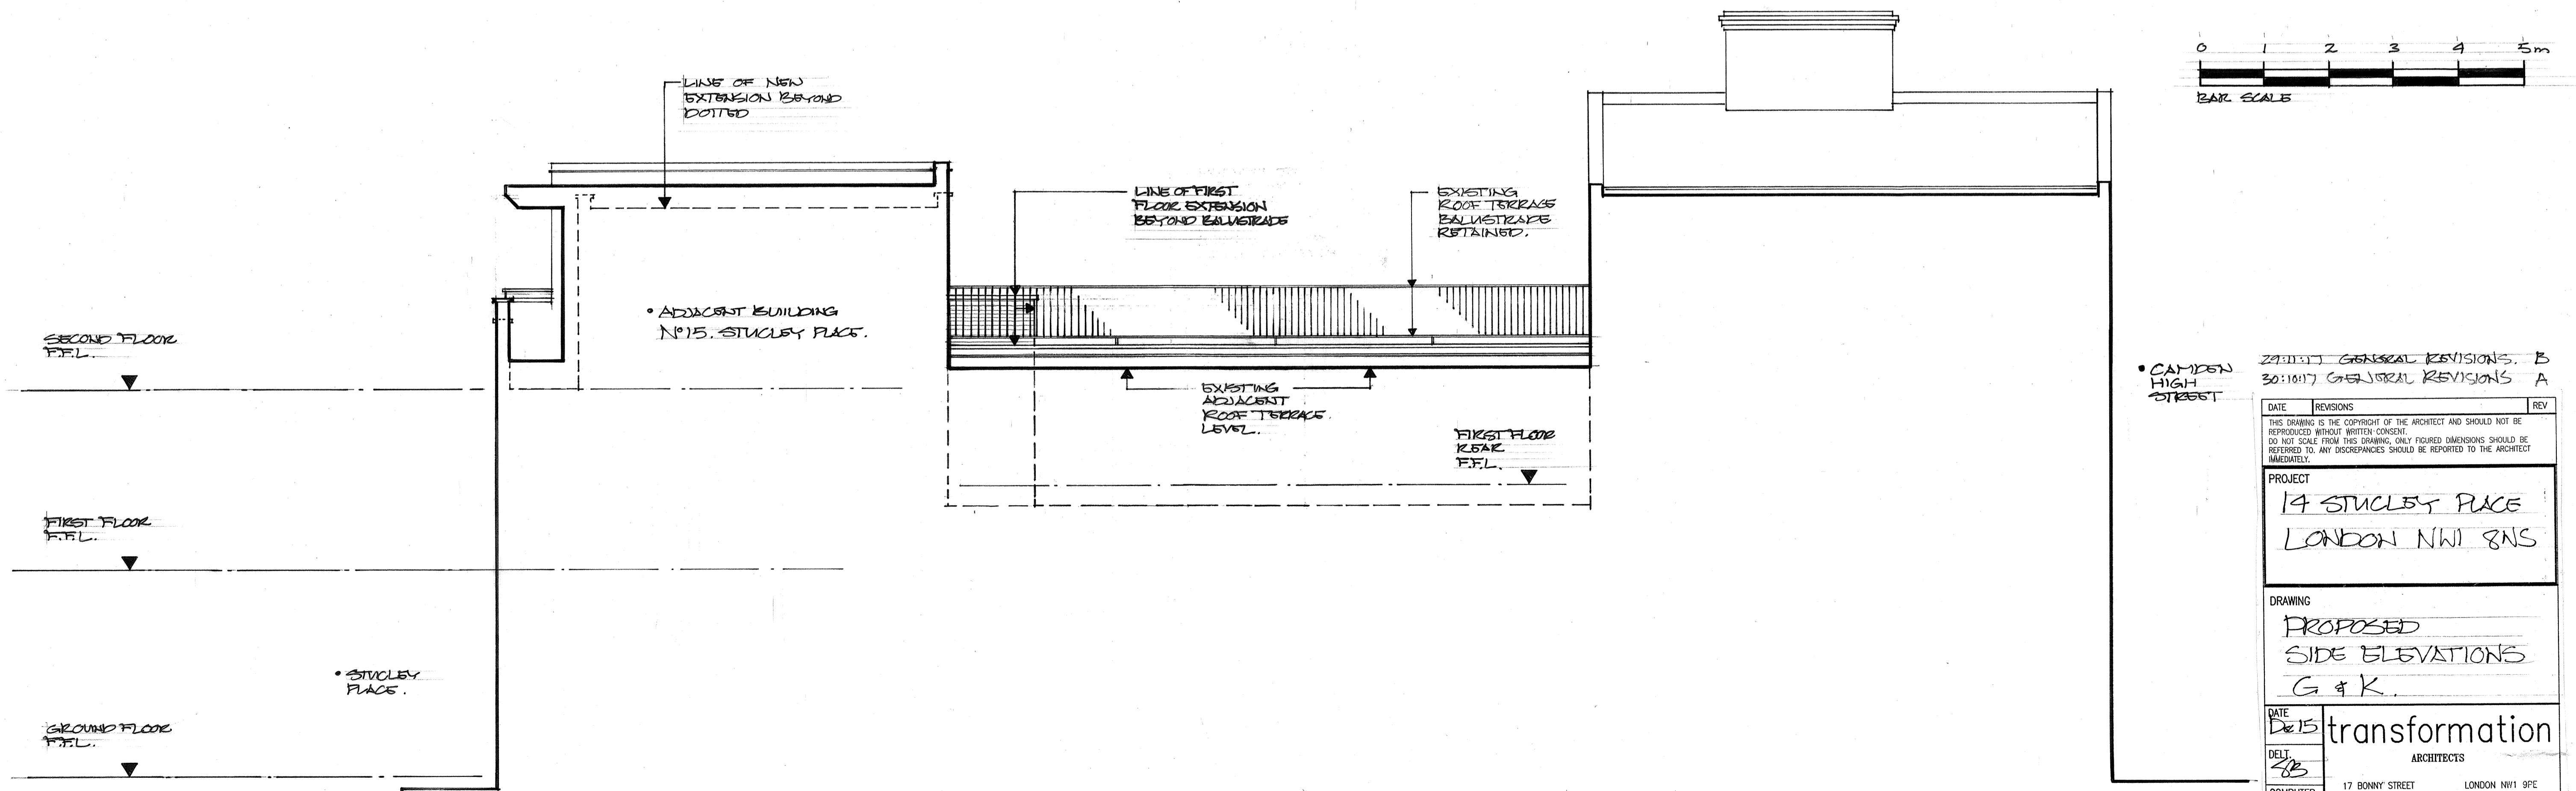 0 1 2 3 4 5m
BAR SCALE
LINE OF NEW
EXTENSION BEYOND
DOTTED
LINE OF FIRST
FLOOR EXTENSION
BEYOND BALUSTRADE
EXISTING
ROOF TERRACE
BALUSTRADE
RETAINED.
• ADJACENT BUILDING
Nº15. STUCLEY PLACE.
SECOND FLOOR
F.F.L.
EXISTING
ADJACENT
ROOF TERRACE
LEVEL.
FIRST FLOOR
REAR
F.F.L.
FIRST FLOOR
F.F.L.
• STUCLEY
PLACE.
GROUND FLOOR
F.F.L.
• CAMDEN
HIGH
STREET
29:11:17 GENERAL REVISIONS. B
30:10:17 GENERAL REVISIONS A
DATE REVISIONS REV
THIS DRAWING IS THE COPYRIGHT OF THE ARCHITECT AND SHOULD NOT BE
REPRODUCED WITHOUT WRITTEN CONSENT.
DO NOT SCALE FROM THIS DRAWING, ONLY FIGURED DIMENSIONS SHOULD BE
REFERRED TO. ANY DISCREPANCIES SHOULD BE REPORTED TO THE ARCHITECT
IMMEDIATELY.
PROJECT
14 STUCLEY PLACE
LONDON NW1 8NS
DRAWING
PROPOSED
SIDE ELEVATIONS
G & K.
DATE
Dec 15
transformation
ARCHITECTS
DELT.
SB
17 BONNY STREET LONDON NW1 9PE
COMPUTER